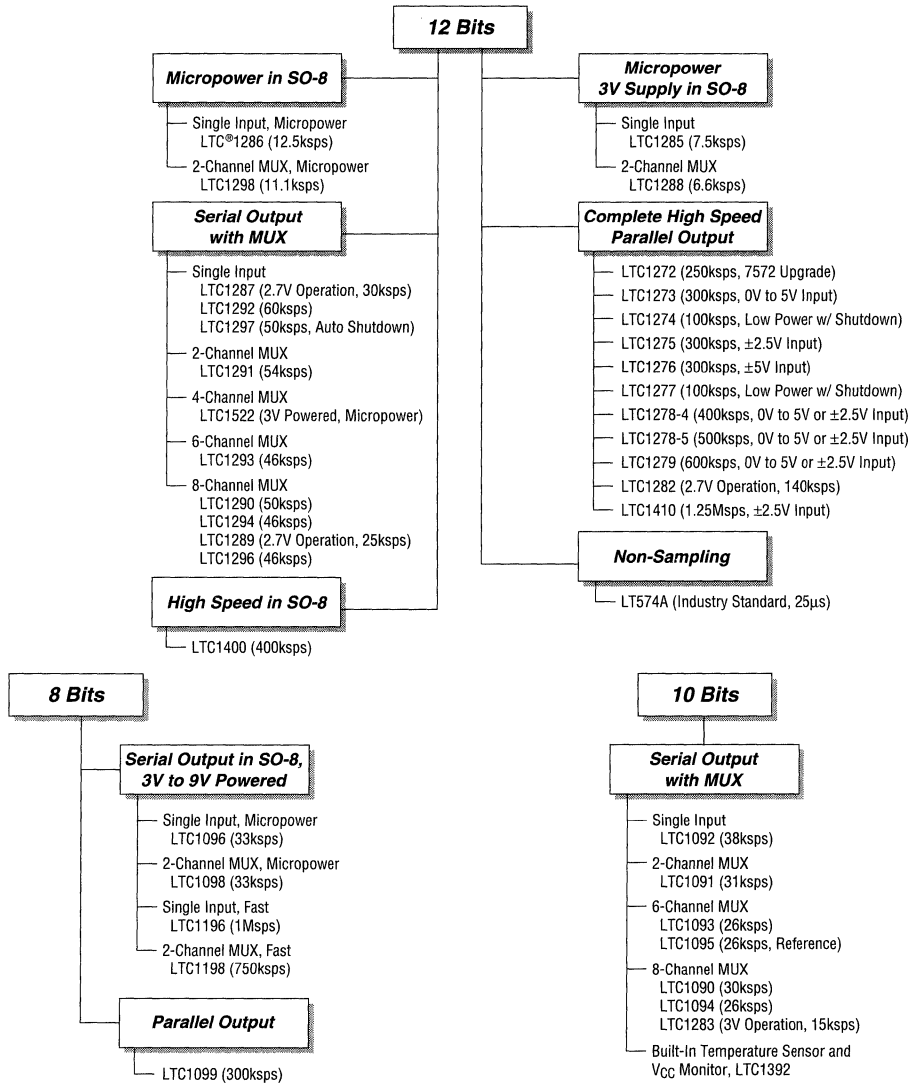 12 Bits
Micropower in SO-8
Single Input, Micropower
LTC®1286 (12.5ksps)
2-Channel MUX, Micropower
LTC1298 (11.1ksps)
Serial Output
with MUX
Single Input
LTC1287 (2.7V Operation, 30ksps)
LTC1292 (60ksps)
LTC1297 (50ksps, Auto Shutdown)
2-Channel MUX
LTC1291 (54ksps)
4-Channel MUX
LTC1522 (3V Powered, Micropower)
6-Channel MUX
LTC1293 (46ksps)
8-Channel MUX
LTC1290 (50ksps)
LTC1294 (46ksps)
LTC1289 (2.7V Operation, 25ksps)
LTC1296 (46ksps)
High Speed in SO-8
LTC1400 (400ksps)
Micropower
3V Supply in SO-8
Single Input
LTC1285 (7.5ksps)
2-Channel MUX
LTC1288 (6.6ksps)
Complete High Speed
Parallel Output
LTC1272 (250ksps, 7572 Upgrade)
LTC1273 (300ksps, 0V to 5V Input)
LTC1274 (100ksps, Low Power w/ Shutdown)
LTC1275 (300ksps, ±2.5V Input)
LTC1276 (300ksps, ±5V Input)
LTC1277 (100ksps, Low Power w/ Shutdown)
LTC1278-4 (400ksps, 0V to 5V or ±2.5V Input)
LTC1278-5 (500ksps, 0V to 5V or ±2.5V Input)
LTC1279 (600ksps, 0V to 5V or ±2.5V Input)
LTC1282 (2.7V Operation, 140ksps)
LTC1410 (1.25Msps, ±2.5V Input)
Non-Sampling
LT574A (Industry Standard, 25µs)
8 Bits
Serial Output in SO-8,
3V to 9V Powered
Single Input, Micropower
LTC1096 (33ksps)
2-Channel MUX, Micropower
LTC1098 (33ksps)
Single Input, Fast
LTC1196 (1Msps)
2-Channel MUX, Fast
LTC1198 (750ksps)
Parallel Output
LTC1099 (300ksps)
10 Bits
Serial Output
with MUX
Single Input
LTC1092 (38ksps)
2-Channel MUX
LTC1091 (31ksps)
6-Channel MUX
LTC1093 (26ksps)
LTC1095 (26ksps, Reference)
8-Channel MUX
LTC1090 (30ksps)
LTC1094 (26ksps)
LTC1283 (3V Operation, 15ksps)
Built-In Temperature Sensor and
VCC Monitor, LTC1392